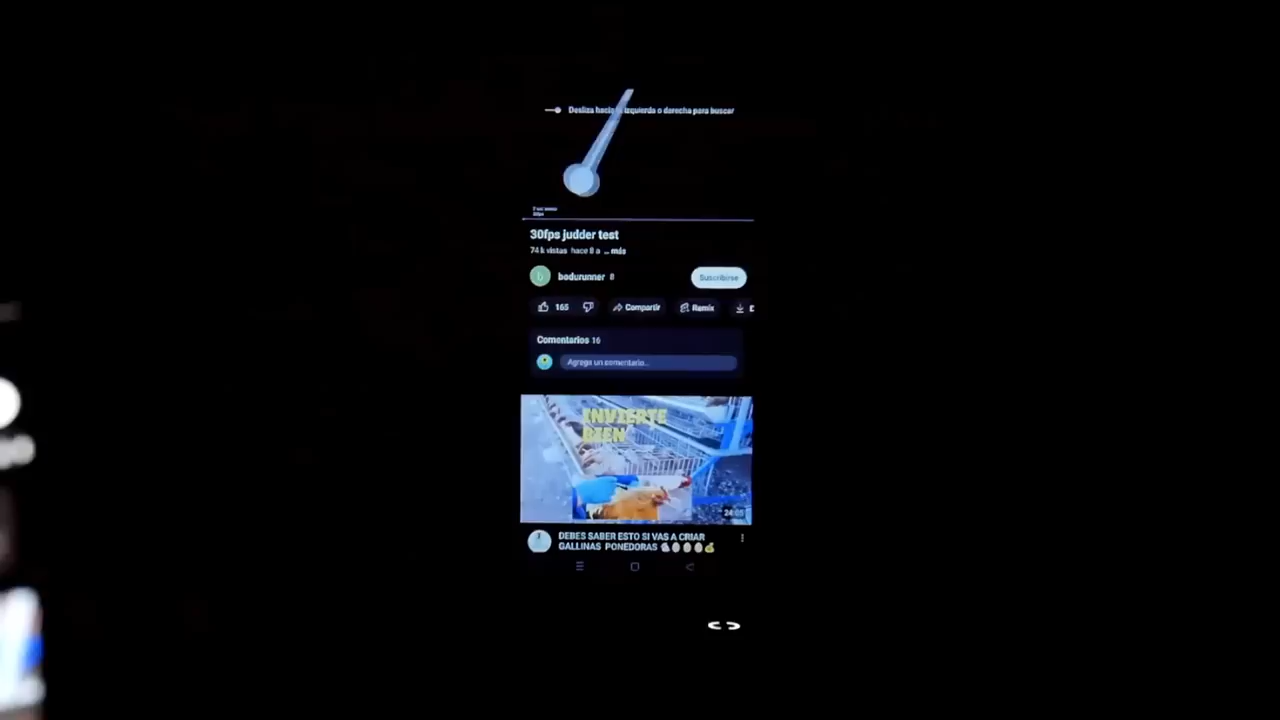 Desliza hacia la izquierda o derecha para buscar
30fps judder test
74 k vistas hace 8 a ...más
bodurunner 8
Suscribirse
165
Compartir
Remix
Comentarios 16
Agrega un comentario...
INVIERTE
BIEN
24:05
DEBES SABER ESTO SI VAS A CRIAR
GALLINAS PONEDORAS